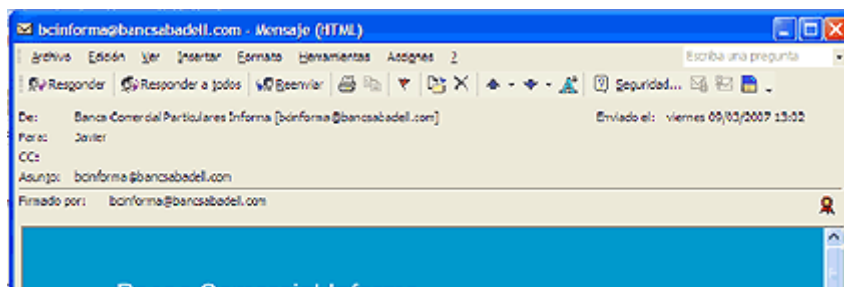 bcinforma@bancsabadell.com - Mensaje (HTML)
Archivo Edición Ver Insertar Formato Herramientas Acciones ? Escriba una pregunta
Responder Responder a todos Reenviar Seguridad...
De: Banca Comercial Particulares Informa [bcinforma@bancsabadell.com] Enviado el: viernes 09/03/2007 13:02
Para: Javier
CC:
Asunto: bcinforma@bancsabadell.com
Firmado por: bcinforma@bancsabadell.com